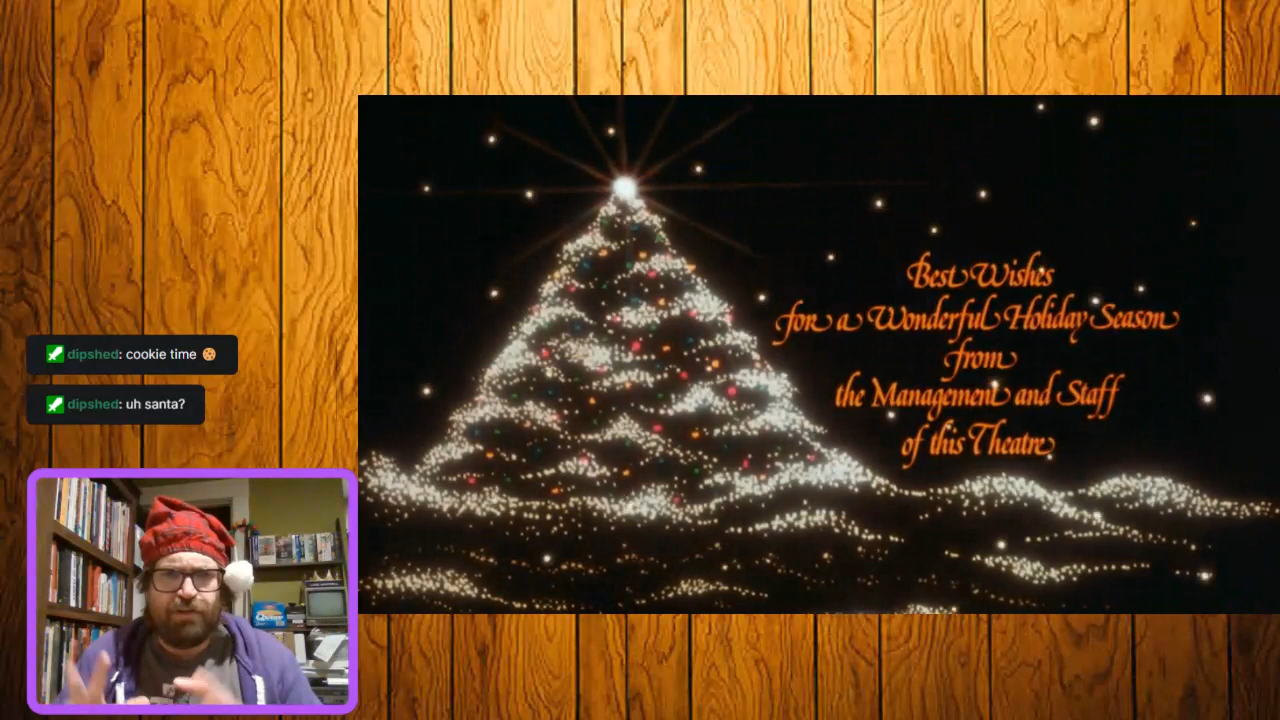 Best Wishes
for a Wonderful Holiday Season
from
the Management and Staff
of this Theatre
dipshed: cookie time 🍪
dipshed: uh santa?